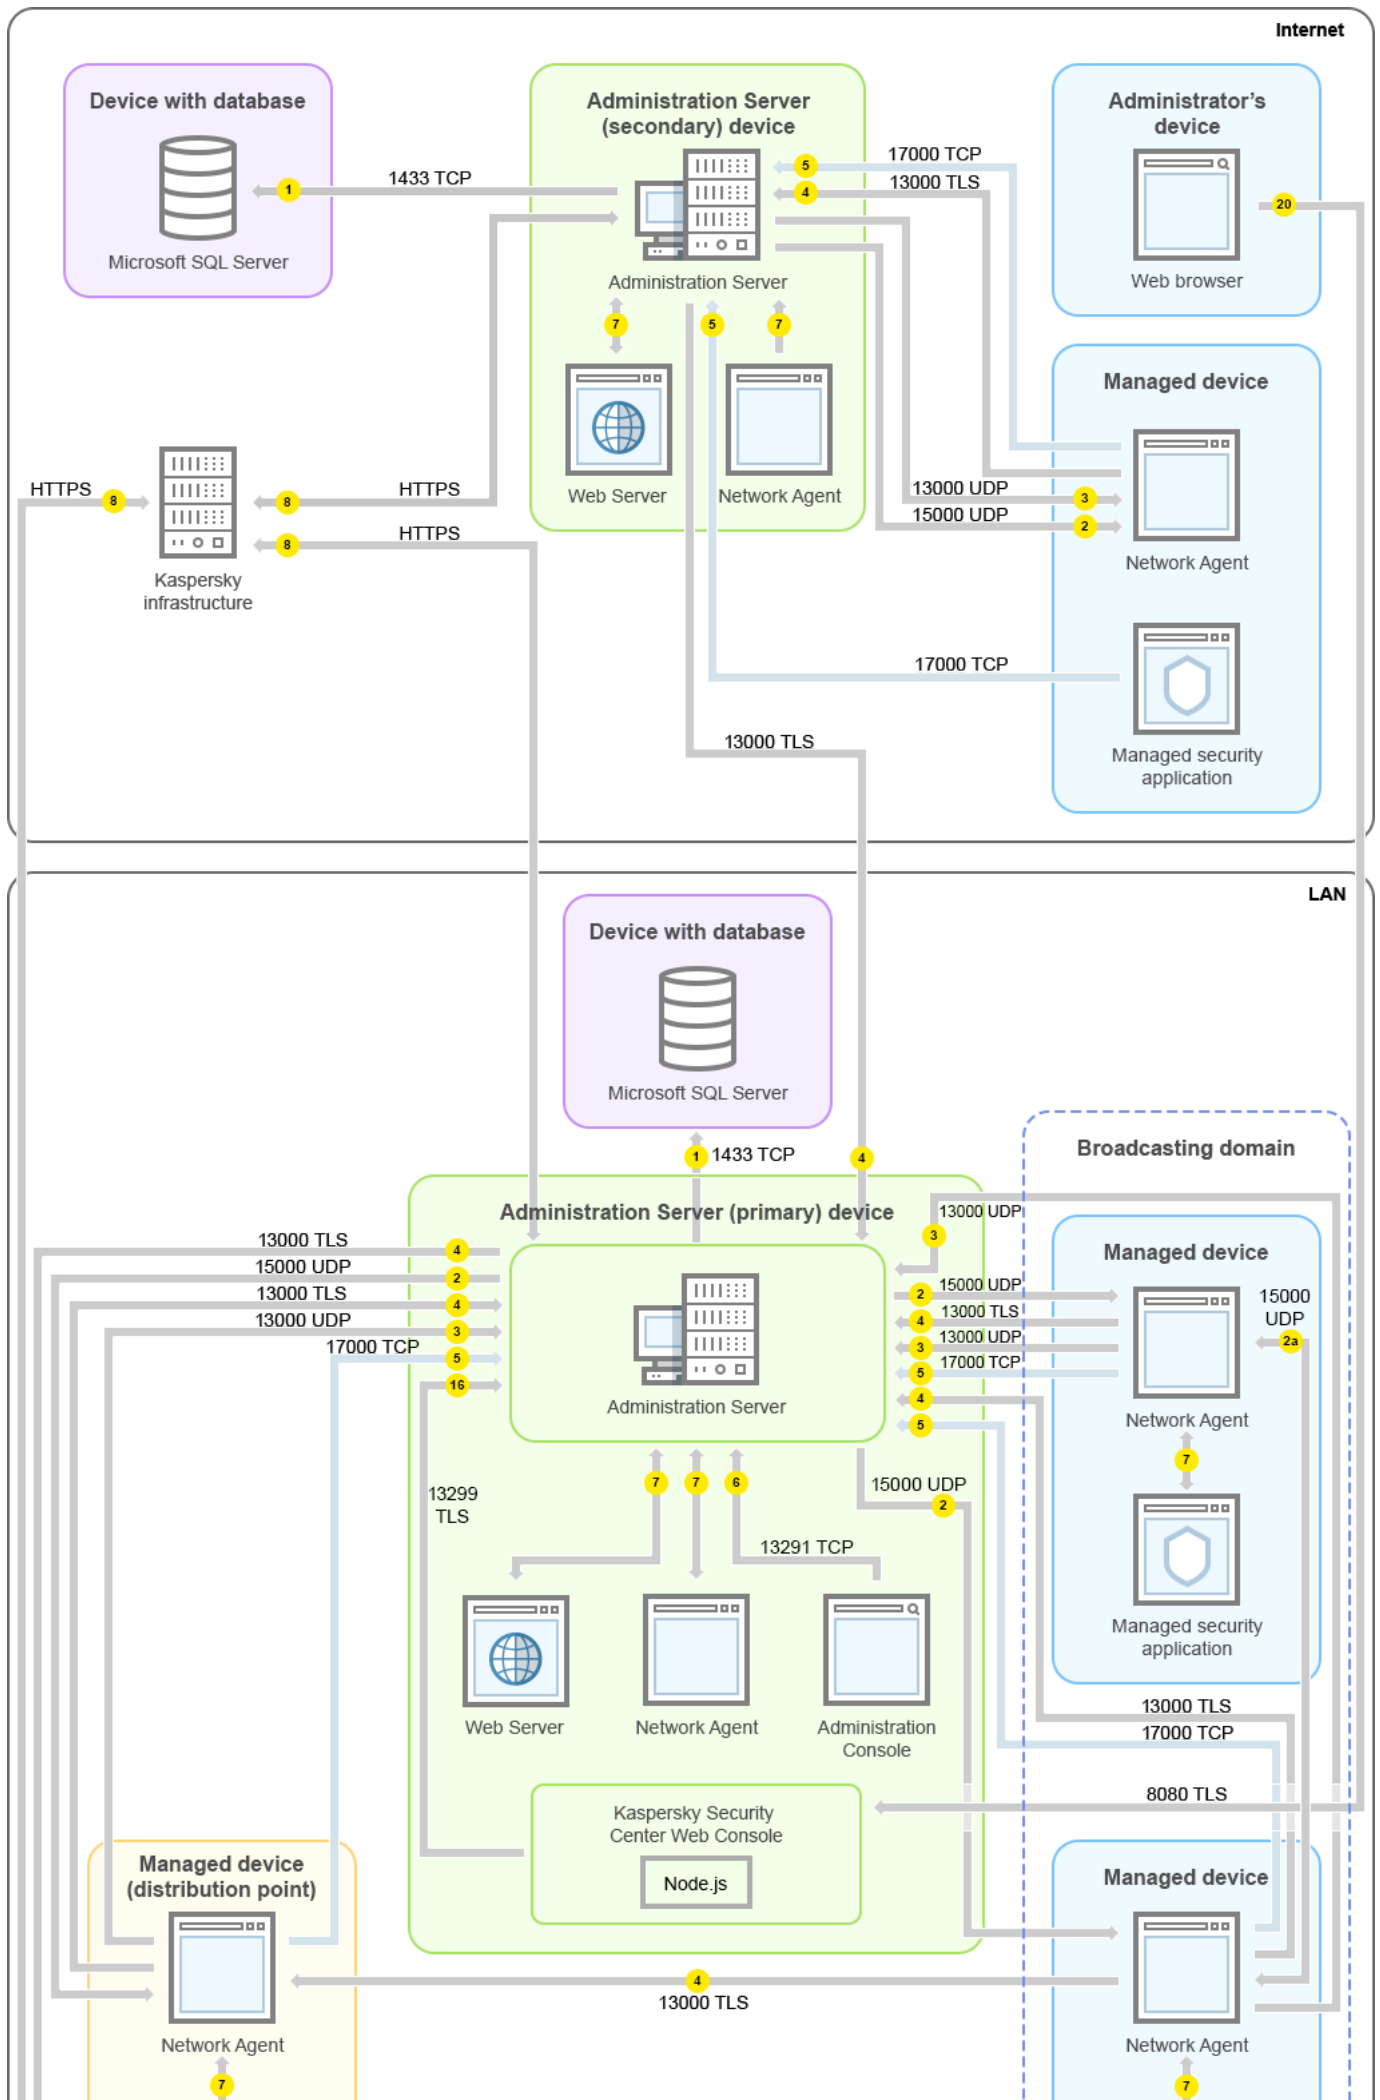 Internet
Device with database
Microsoft SQL Server
Administration Server
(secondary) device
Administration Server
Web Server
Network Agent
Administrator's
device
Web browser
1433 TCP
1
17000 TCP
5
13000 TLS
4
20
7
5
7
Managed device
Network Agent
Managed security
application
13000 UDP
3
15000 UDP
2
HTTPS
8
HTTPS
8
HTTPS
8
Kaspersky
infrastructure
17000 TCP
13000 TLS
LAN
Device with database
Microsoft SQL Server
1
1433 TCP
4
Broadcasting domain
Administration Server (primary) device
13000 UDP
3
13000 TLS
4
15000 UDP
2
13000 TLS
4
13000 UDP
3
17000 TCP
5
16
Administration Server
15000 UDP
2
13000 TLS
4
13000 UDP
3
17000 TCP
5
4
5
Managed device
15000
UDP
2a
Network Agent
7
Managed security
application
13299
TLS
7
7
6
15000 UDP
2
13291 TCP
Web Server
Network Agent
Administration
Console
13000 TLS
17000 TCP
8080 TLS
Kaspersky Security
Center Web Console
Node.js
Managed device
(distribution point)
Network Agent
7
4
13000 TLS
Managed device
Network Agent
7